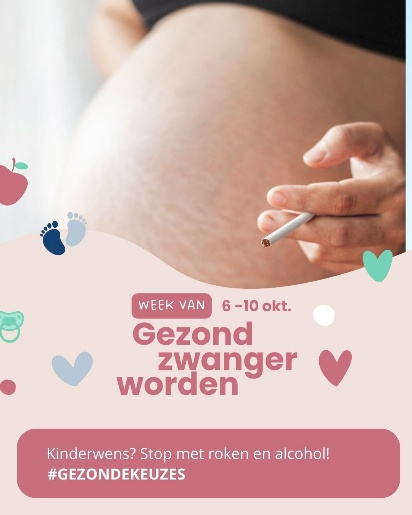 WEEK VAN 6 -10 okt.
Gezond
zwanger
worden
Kinderwens? Stop met roken en alcohol!
#GEZONDEKEUZES